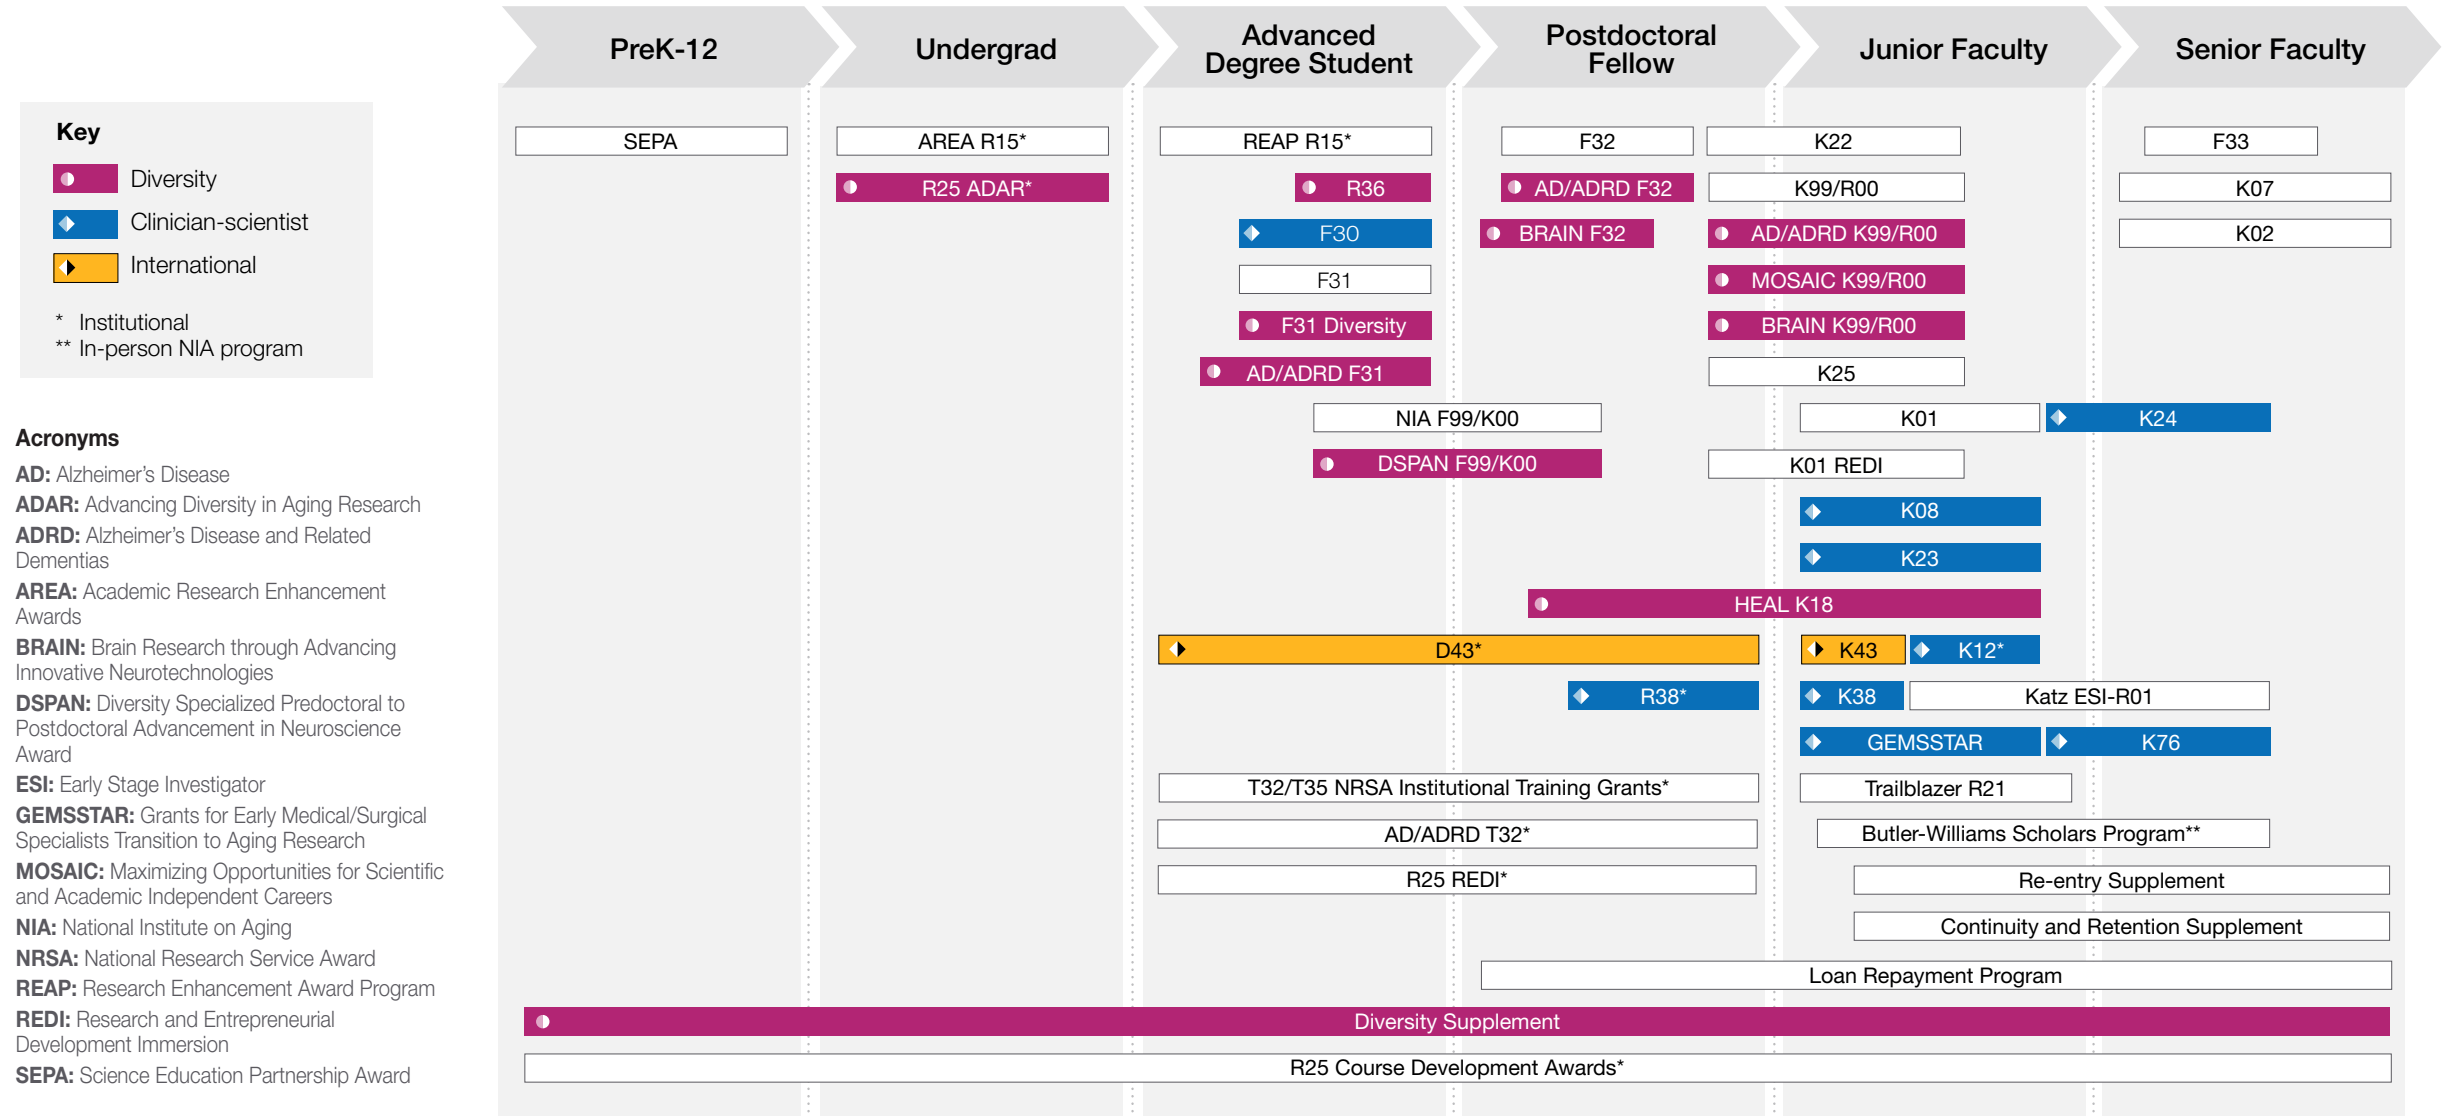 PreK-12
Undergrad
Advanced
Degree Student
Postdoctoral
Fellow
Junior Faculty
Senior Faculty
Key
Diversity
Clinician-scientist
International
* Institutional
** In-person NIA program
Acronyms
AD: Alzheimer’s Disease
ADAR: Advancing Diversity in Aging Research
ADRD: Alzheimer’s Disease and Related
Dementias
AREA: Academic Research Enhancement
Awards
BRAIN: Brain Research through Advancing
Innovative Neurotechnologies
DSPAN: Diversity Specialized Predoctoral to
Postdoctoral Advancement in Neuroscience
Award
ESI: Early Stage Investigator
GEMSSTAR: Grants for Early Medical/Surgical
Specialists Transition to Aging Research
MOSAIC: Maximizing Opportunities for Scientific
and Academic Independent Careers
NIA: National Institute on Aging
NRSA: National Research Service Award
REAP: Research Enhancement Award Program
REDI: Research and Entrepreneurial
Development Immersion
SEPA: Science Education Partnership Award
SEPA
AREA R15*
REAP R15*
F32
K22
F33
R25 ADAR*
R36
AD/ADRD F32
K99/R00
K07
F30
BRAIN F32
AD/ADRD K99/R00
K02
F31
MOSAIC K99/R00
F31 Diversity
BRAIN K99/R00
AD/ADRD F31
K25
NIA F99/K00
K01
K24
DSPAN F99/K00
K01 REDI
K08
K23
HEAL K18
D43*
K43
K12*
R38*
K38
Katz ESI-R01
GEMSSTAR
K76
T32/T35 NRSA Institutional Training Grants*
Trailblazer R21
AD/ADRD T32*
Butler-Williams Scholars Program**
R25 REDI*
Re-entry Supplement
Continuity and Retention Supplement
Loan Repayment Program
Diversity Supplement
R25 Course Development Awards*